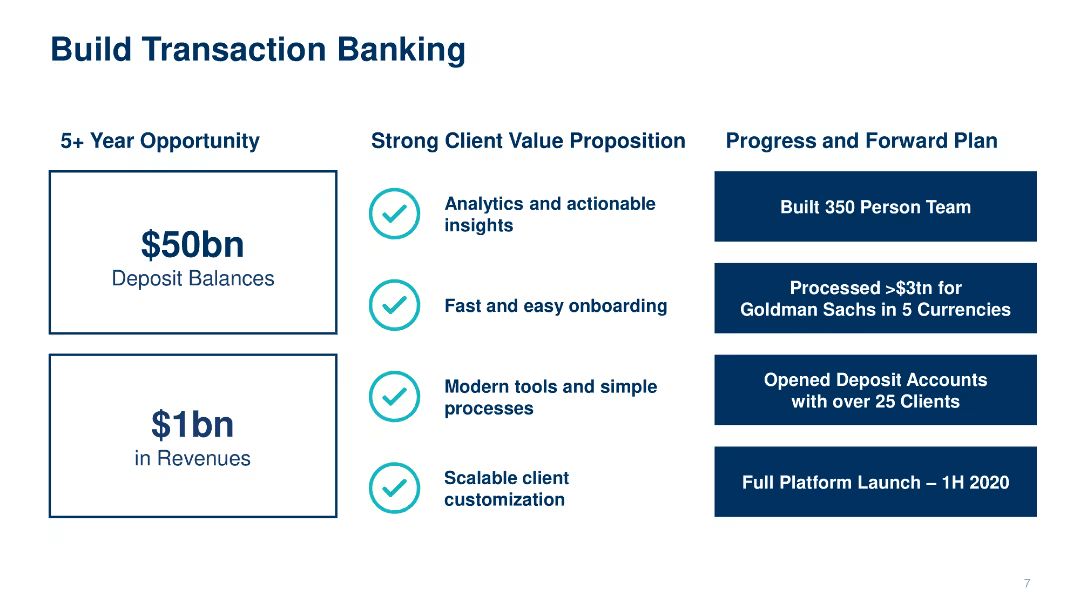 Build Transaction Banking
5+ Year Opportunity
$50bn
Deposit Balances
$1bn
in Revenues
Strong Client Value Proposition
Analytics and actionable
insights
Fast and easy onboarding
Modern tools and simple
processes
Scalable client
customization
Progress and Forward Plan
Built 350 Person Team
Processed >$3tn for
Goldman Sachs in 5 Currencies
Opened Deposit Accounts
with over 25 Clients
Full Platform Launch – 1H 2020
7